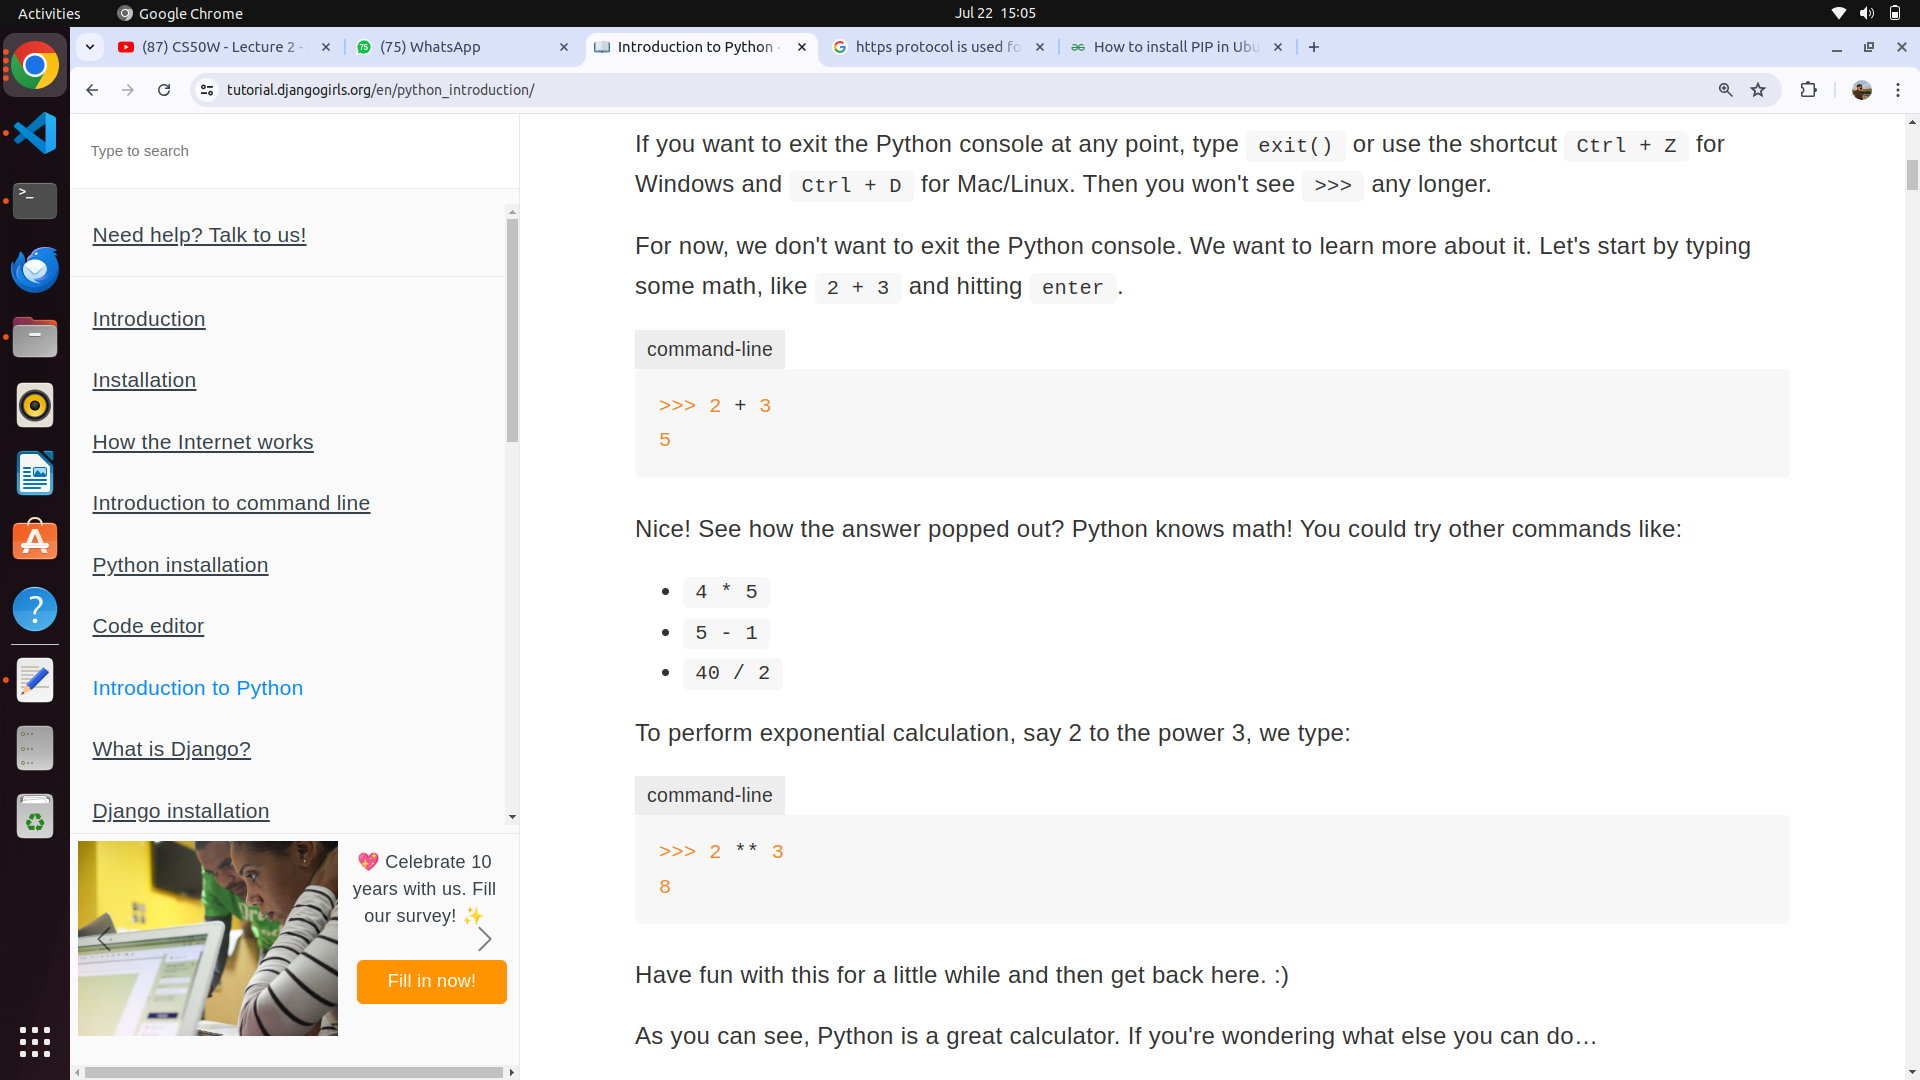 Activities
Google Chrome
Jul 22 15:05
(87) CS50W - Lecture 2 -
75
(75) WhatsApp
Introduction to Python ·
https protocol is used fo
How to install PIP in Ubu
tutorial.djangogirls.org/en/python_introduction/
Type to search
Need help? Talk to us!
Introduction
Installation
How the Internet works
Introduction to command line
Python installation
Code editor
Introduction to Python
What is Django?
Django installation
💖 Celebrate 10
years with us. Fill
our survey! ✨
Fill in now!
If you want to exit the Python console at any point, type exit() or use the shortcut Ctrl + Z for
Windows and Ctrl + D for Mac/Linux. Then you won't see >>> any longer.
For now, we don't want to exit the Python console. We want to learn more about it. Let's start by typing
some math, like 2 + 3 and hitting enter .
command-line
>>> 2 + 3
5
Nice! See how the answer popped out? Python knows math! You could try other commands like:
• 4 * 5
• 5 - 1
• 40 / 2
To perform exponential calculation, say 2 to the power 3, we type:
command-line
>>> 2 ** 3
8
Have fun with this for a little while and then get back here. :)
As you can see, Python is a great calculator. If you're wondering what else you can do…